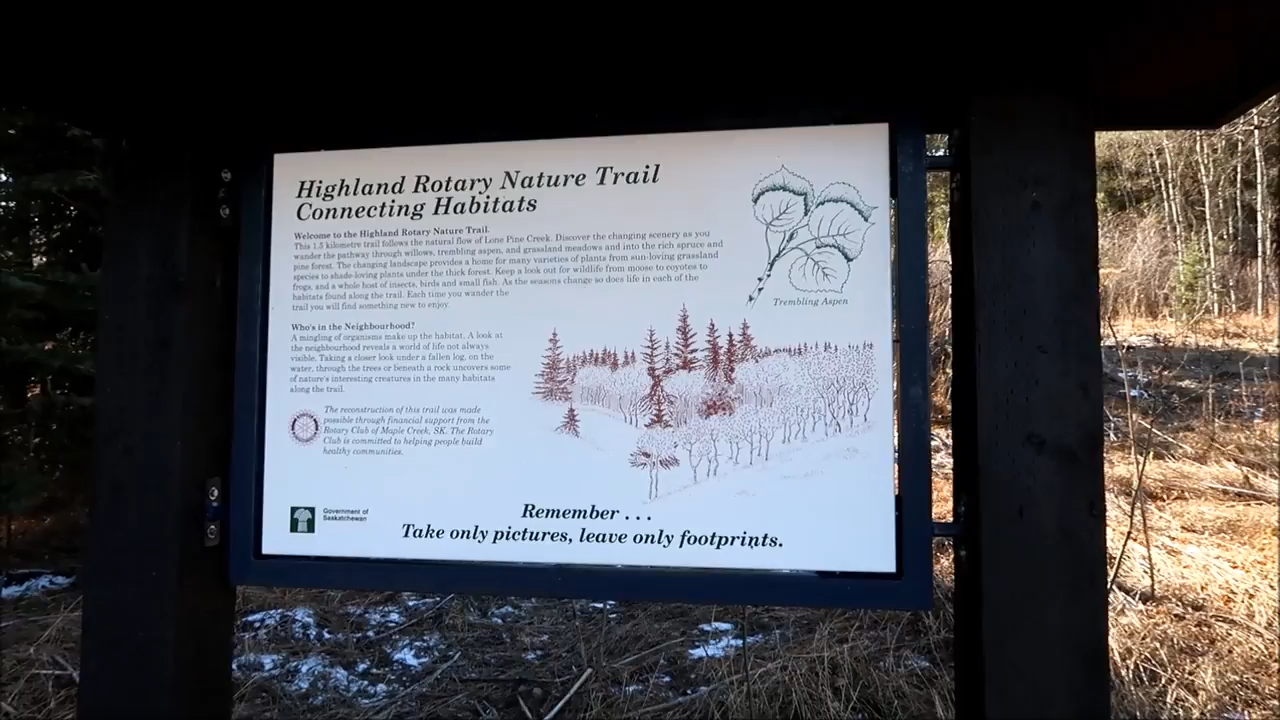 Highland Rotary Nature Trail
Connecting Habitats
Welcome to the Highland Rotary Nature Trail.
This 1.5 kilometre trail follows the natural flow of Lone Pine Creek. Discover the changing scenery as you
wander the pathway through willows, trembling aspen, and grassland meadows and into the rich spruce and
pine forest. The changing landscape provides a home for many varieties of plants from sun-loving grassland
species to shade-loving plants under the thick forest. Keep a look out for wildlife from moose to coyotes to
frogs, and a whole host of insects, birds and small fish. As the seasons change so does life in each of the
habitats found along the trail. Each time you wander the
trail you will find something new to enjoy.
Trembling Aspen
Who's in the Neighbourhood?
A mingling of organisms make up the habitat. A look at
the neighbourhood reveals a world of life not always
visible. Taking a closer look under a fallen log, on the
water, through the trees or beneath a rock uncovers some
of nature's interesting creatures in the many habitats
along the trail.
The reconstruction of this trail was made
possible through financial support from the
Rotary Club of Maple Creek, SK. The Rotary
Club is committed to helping people build
healthy communities.
Government of
Saskatchewan
Remember . . .
Take only pictures, leave only footprints.